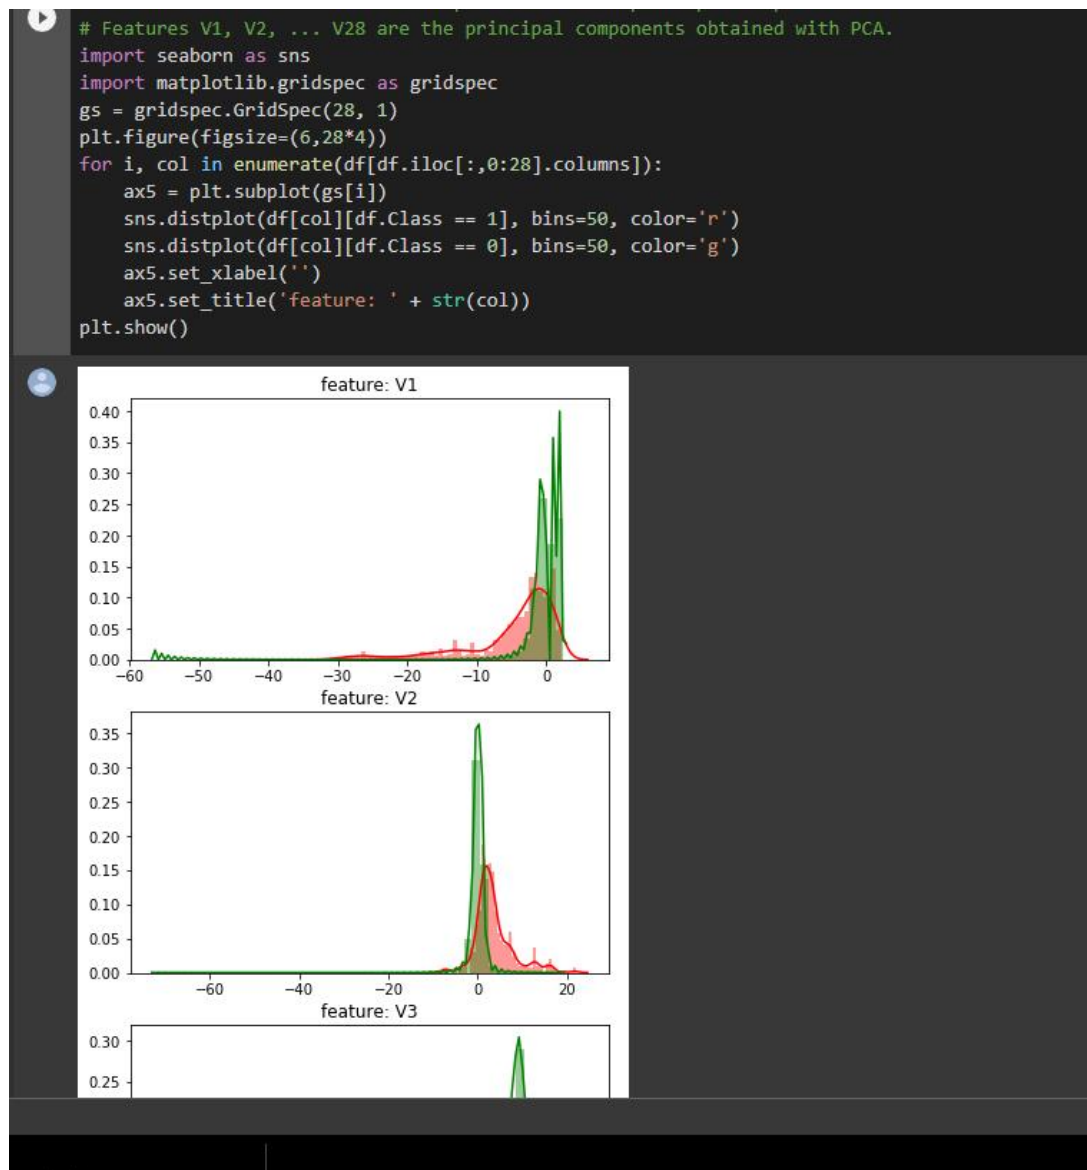 # Features V1, V2, ... V28 are the principal components obtained with PCA.
import seaborn as sns
import matplotlib.gridspec as gridspec
gs = gridspec.GridSpec(28, 1)
plt.figure(figsize=(6,28*4))
for i, col in enumerate(df[df.iloc[:,0:28].columns]):
    ax5 = plt.subplot(gs[i])
    sns.distplot(df[col][df.Class == 1], bins=50, color='r')
    sns.distplot(df[col][df.Class == 0], bins=50, color='g')
    ax5.set_xlabel('')
    ax5.set_title('feature: ' + str(col))
plt.show()
feature: V1
0.40
0.35
0.30
0.25
0.20
0.15
0.10
0.05
0.00
−60 −50 −40 −30 −20 −10 0
feature: V2
0.35
0.30
0.25
0.20
0.15
0.10
0.05
0.00
−60 −40 −20 0 20
feature: V3
0.30
0.25